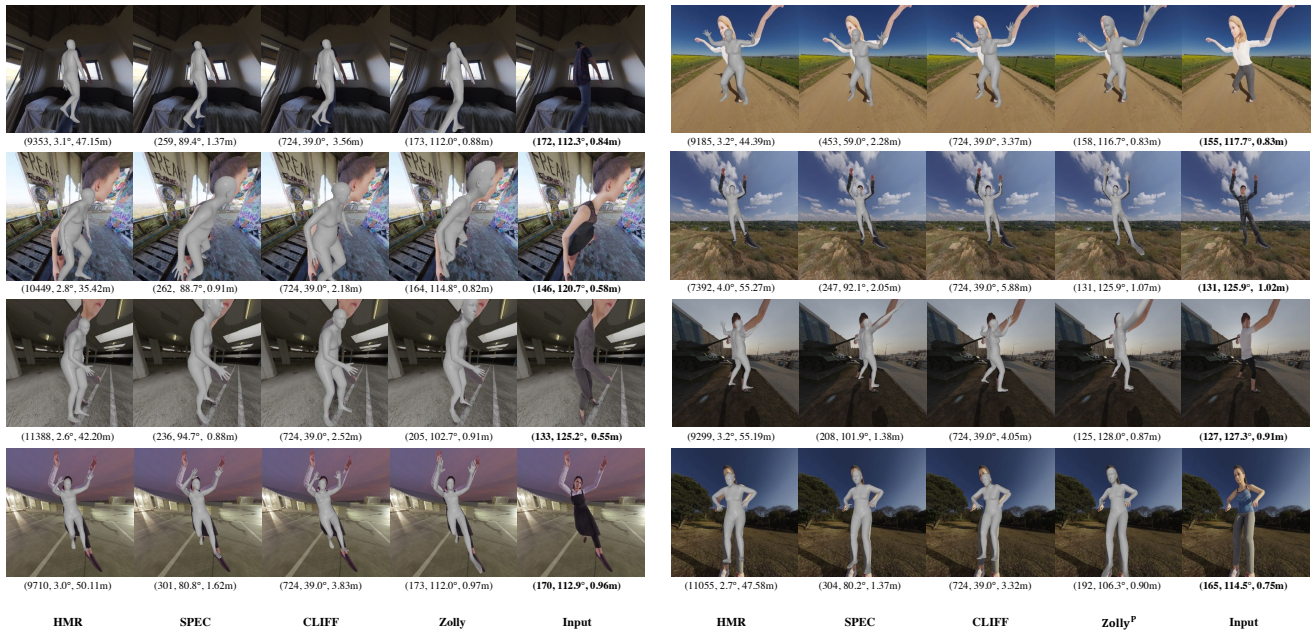 (9353, 3.1°, 47.15m) (259, 89.4°, 1.37m) (724, 39.0°, 3.56m) (173, 112.0°, 0.88m) (172, 112.3°, 0.84m)
(9185, 3.2°, 44.39m) (453, 59.0°, 2.28m) (724, 39.0°, 3.37m) (158, 116.7°, 0.83m) (155, 117.7°, 0.83m)
(10449, 2.8°, 35.42m) (262, 88.7°, 0.91m) (724, 39.0°, 2.18m) (164, 114.8°, 0.82m) (146, 120.7°, 0.58m)
(7392, 4.0°, 55.27m) (247, 92.1°, 2.05m) (724, 39.0°, 5.88m) (131, 125.9°, 1.07m) (131, 125.9°, 1.02m)
(11388, 2.6°, 42.20m) (236, 94.7°, 0.88m) (724, 39.0°, 2.52m) (205, 102.7°, 0.91m) (133, 125.2°, 0.55m)
(9299, 3.2°, 55.19m) (208, 101.9°, 1.38m) (724, 39.0°, 4.05m) (125, 128.0°, 0.87m) (127, 127.3°, 0.91m)
(9710, 3.0°, 50.11m) (301, 80.8°, 1.62m) (724, 39.0°, 3.83m) (173, 112.0°, 0.97m) (170, 112.9°, 0.96m)
(11055, 2.7°, 47.58m) (304, 80.2°, 1.37m) (724, 39.0°, 3.32m) (192, 106.3°, 0.90m) (165, 114.5°, 0.75m)
HMR SPEC CLIFF Zolly Input
HMR SPEC CLIFF Zollyᴾ Input